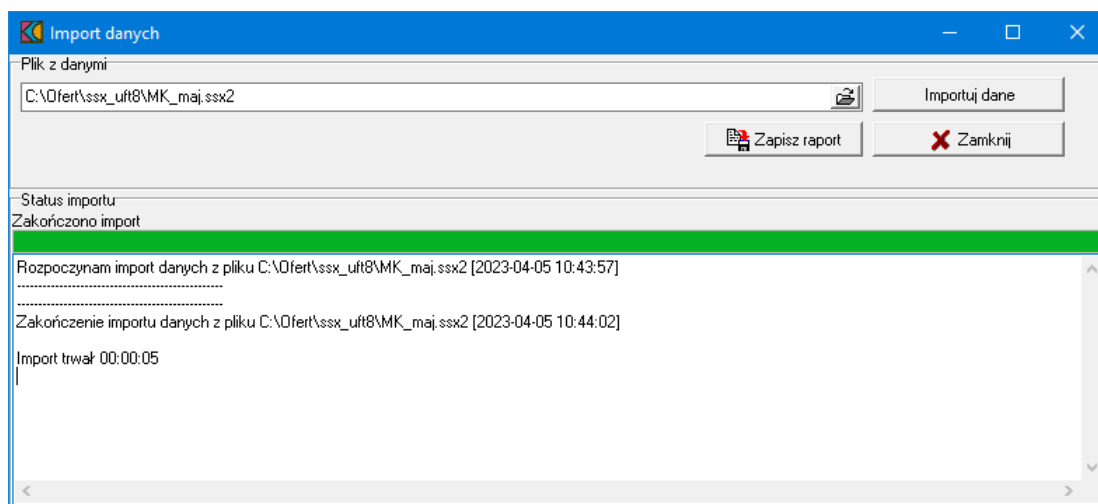 Import danych
Plik z danymi
C:\Ofert\ssx_uft8\MK_maj.ssx2
Importuj dane
Zapisz raport
Zamknij
Status importu
Zakończono import
Rozpoczynam import danych z pliku C:\Ofert\ssx_uft8\MK_maj.ssx2 [2023-04-05 10:43:57]
------------------------------------------------
------------------------------------------------
Zakończenie importu danych z pliku C:\Ofert\ssx_uft8\MK_maj.ssx2 [2023-04-05 10:44:02]
Import trwał 00:00:05